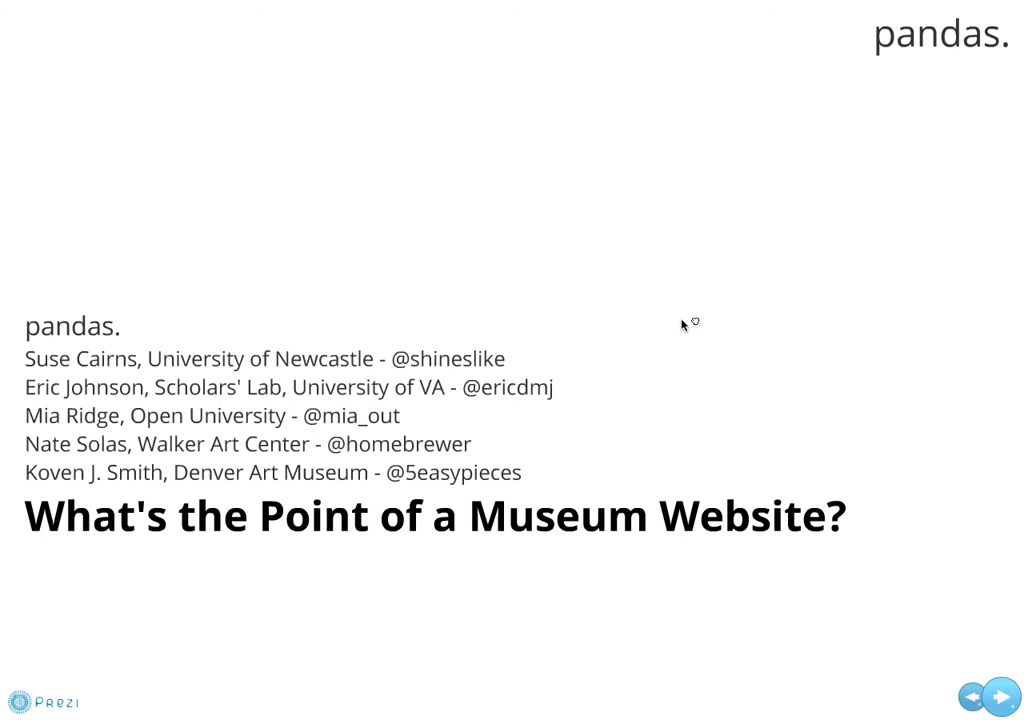 pandas.
pandas.
Suse Cairns, University of Newcastle - @shineslike
Eric Johnson, Scholars' Lab, University of VA - @ericdmj
Mia Ridge, Open University - @mia_out
Nate Solas, Walker Art Center - @homebrewer
Koven J. Smith, Denver Art Museum - @5easypieces
What's the Point of a Museum Website?
Prezi